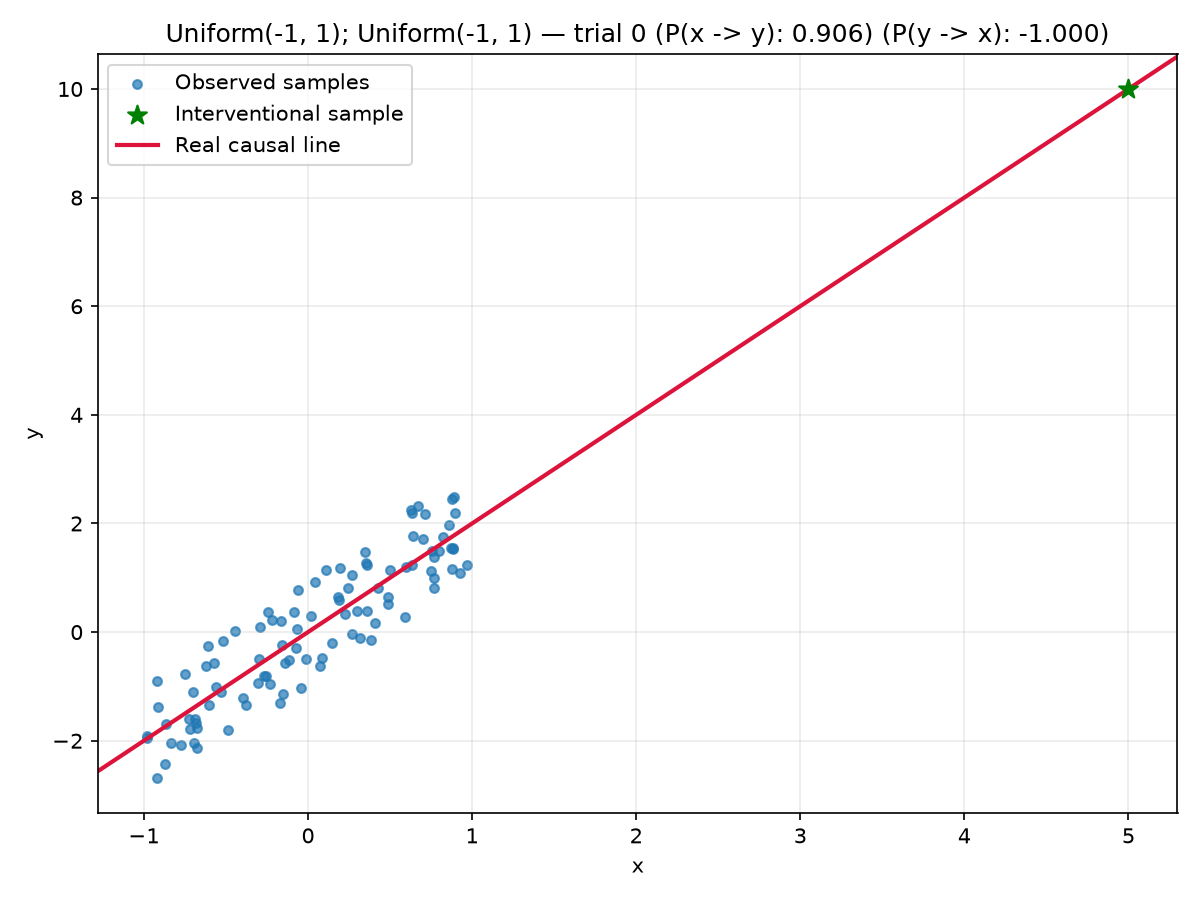 Uniform(-1, 1); Uniform(-1, 1) — trial 0 (P(x -> y): 0.906) (P(y -> x): -1.000)
Observed samples
Interventional sample
Real causal line
10
8
6
4
2
0
−2
y
−1
0
1
2
3
4
5
x